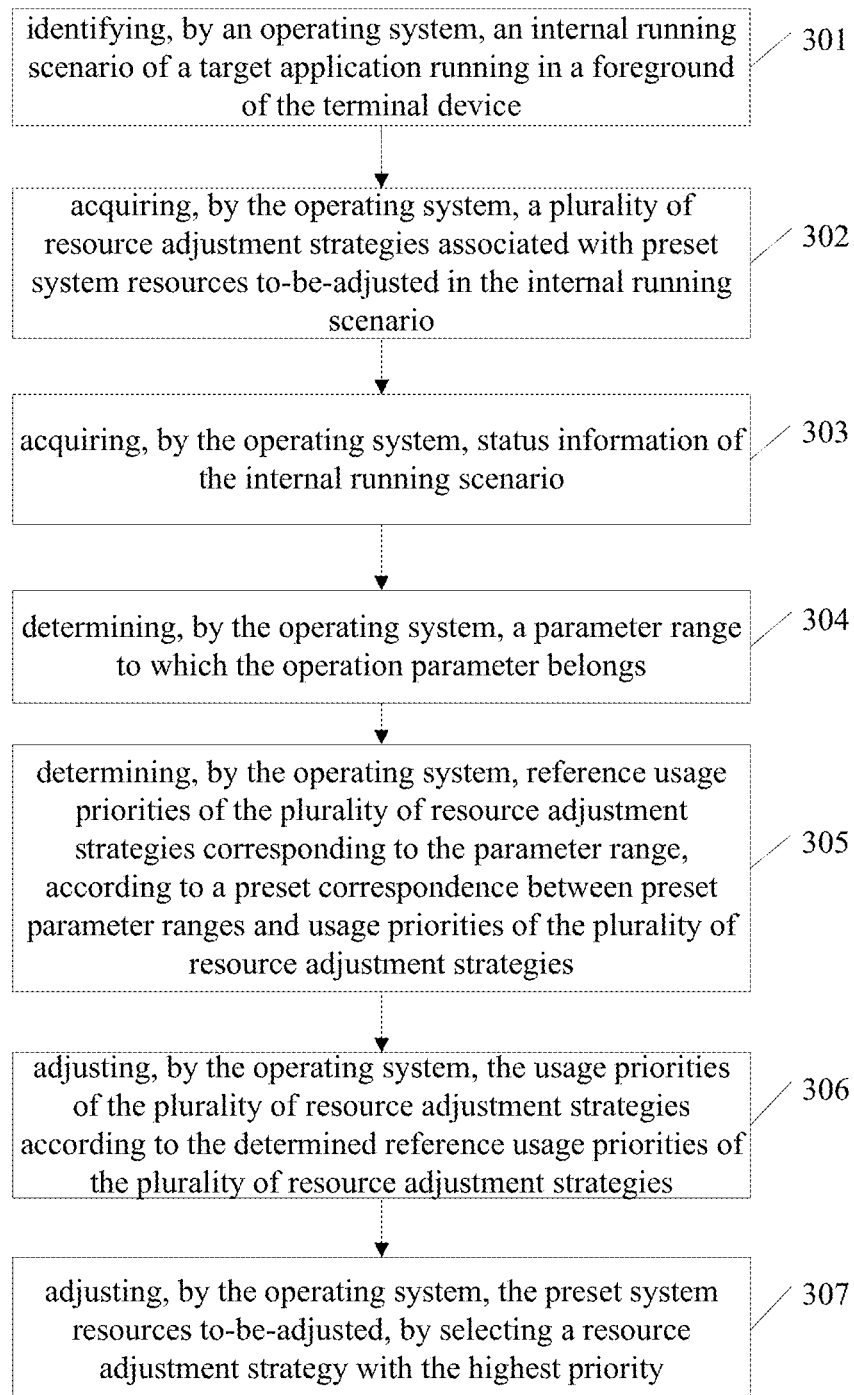 identifying, by an operating system, an internal running
scenario of a target application running in a foreground
of the terminal device
301
acquiring, by the operating system, a plurality of
resource adjustment strategies associated with preset
system resources to-be-adjusted in the internal running
scenario
302
acquiring, by the operating system, status information of
the internal running scenario
303
determining, by the operating system, a parameter range
to which the operation parameter belongs
304
determining, by the operating system, reference usage
priorities of the plurality of resource adjustment
strategies corresponding to the parameter range,
according to a preset correspondence between preset
parameter ranges and usage priorities of the plurality of
resource adjustment strategies
305
adjusting, by the operating system, the usage priorities
of the plurality of resource adjustment strategies
according to the determined reference usage priorities of
the plurality of resource adjustment strategies
306
adjusting, by the operating system, the preset system
resources to-be-adjusted, by selecting a resource
adjustment strategy with the highest priority
307